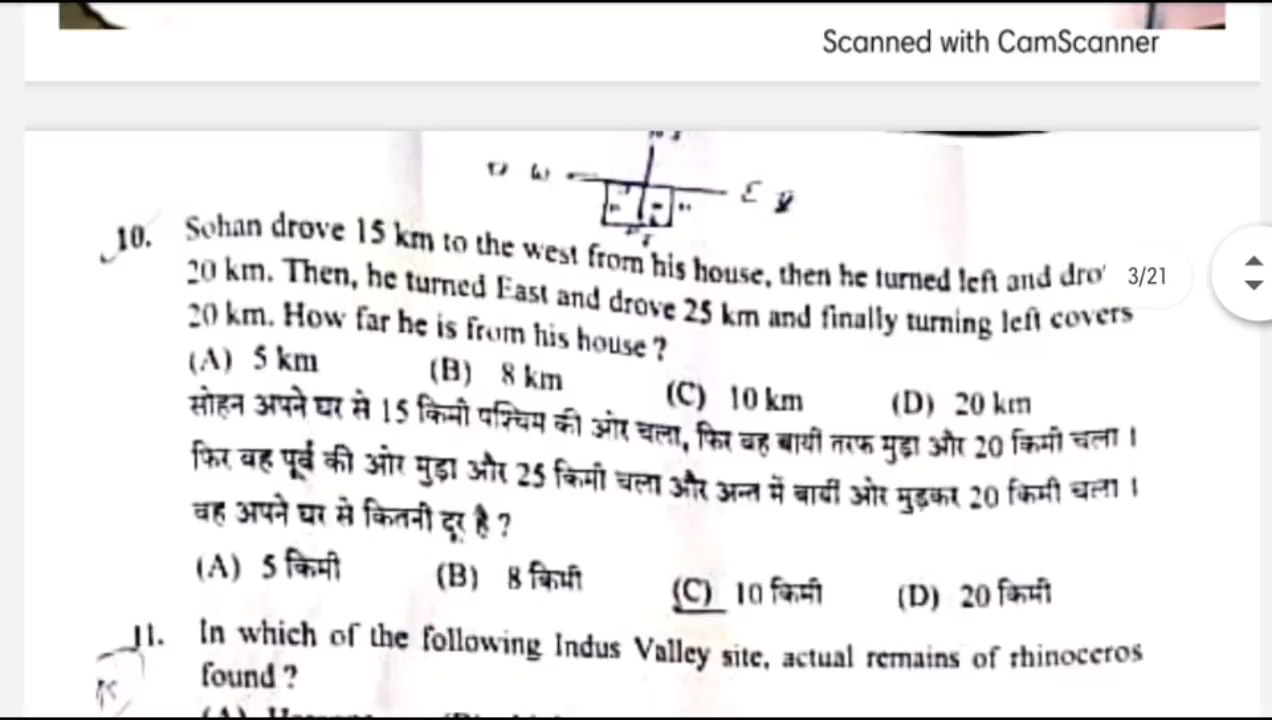 Scanned with CamScanner
W E
10. Sohan drove 15 km to the west from his house, then he turned left and dro
3/21
20 km. Then, he turned East and drove 25 km and finally turning left covers
20 km. How far he is from his house ?
(A) 5 km (B) 8 km (C) 10 km (D) 20 km
सोहन अपने घर से 15 किमी पश्चिम की ओर चला, फिर वह बायी तरफ मुड़ा और 20 किमी चला ।
फिर वह पूर्व की ओर मुड़ा और 25 किमी चला और अन्त में बायीं ओर मुड़कर 20 किमी चला ।
वह अपने घर से कितनी दूर है ?
(A) 5 किमी (B) 8 किमी (C) 10 किमी (D) 20 किमी
11. In which of the following Indus Valley site, actual remains of rhinoceros
found ?